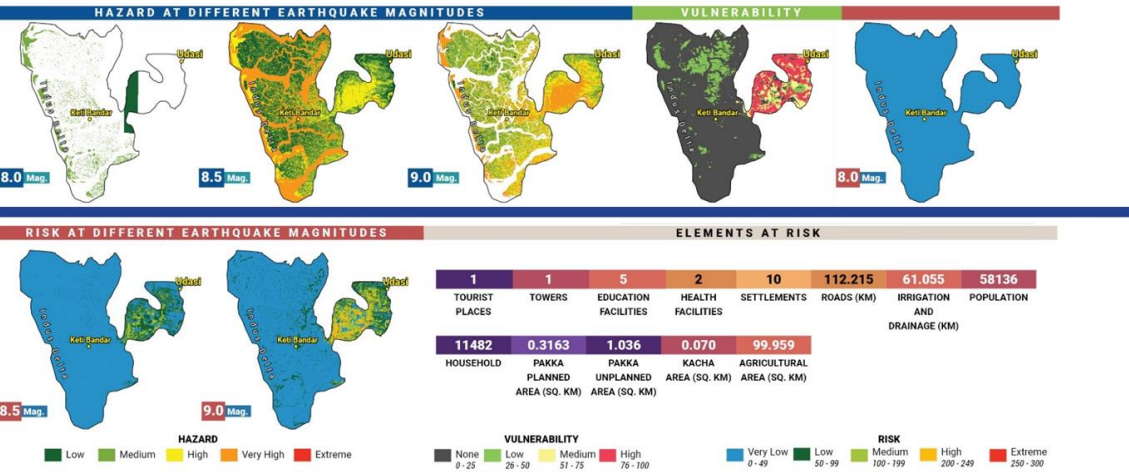 HAZARD AT DIFFERENT EARTHQUAKE MAGNITUDES
VULNERABILITY
Udasi
Keti Bandar
Indus Delta
8.0 Mag.
Udasi
Keti Bandar
Indus Delta
8.5 Mag.
Udasi
Keti Bandar
Indus Delta
9.0 Mag.
Udasi
Keti Bandar
Indus Delta
Udasi
Keti Bandar
Indus Delta
8.0 Mag.
RISK AT DIFFERENT EARTHQUAKE MAGNITUDES
ELEMENTS AT RISK
Udasi
Keti Bandar
Indus Delta
8.5 Mag.
Udasi
Keti Bandar
Indus Delta
9.0 Mag.
1 1 5 2 10 112.215 61.055 58136
TOURIST PLACES
TOWERS
EDUCATION FACILITIES
HEALTH FACILITIES
SETTLEMENTS
ROADS (KM)
IRRIGATION AND DRAINAGE (KM)
POPULATION
11482 0.3163 1.036 0.070 99.959
HOUSEHOLD
PAKKA PLANNED AREA (SQ. KM)
PAKKA UNPLANNED AREA (SQ. KM)
KACHA AREA (SQ. KM)
AGRICULTURAL AREA (SQ. KM)
HAZARD
Low Medium High Very High Extreme
VULNERABILITY
None Low Medium High
0 - 25 26 - 50 51 - 75 76 - 100
RISK
Very Low Low Medium High Extreme
0 - 49 50 - 99 100 - 199 200 - 249 250 - 300